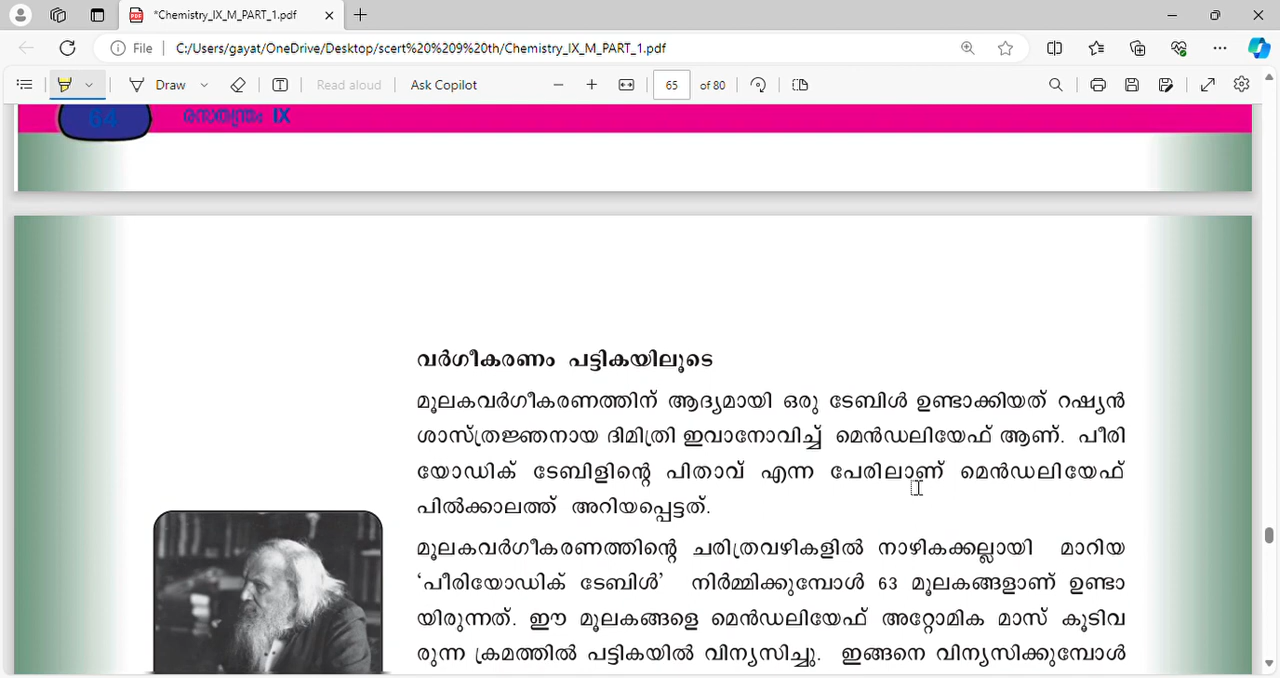 *Chemistry_IX_M_PART_1.pdf
File C:/Users/gayat/OneDrive/Desktop/scert%20%209%20th/Chemistry_IX_M_PART_1.pdf
Draw Read aloud Ask Copilot 65 of 80
64 രസതന്ത്രം IX
വർഗീകരണം പട്ടികയിലൂടെ
മൂലകവർഗീകരണത്തിന് ആദ്യമായി ഒരു ടേബിൾ ഉണ്ടാക്കിയത് റഷ്യൻ
ശാസ്ത്രജ്ഞനായ ദിമിത്രി ഇവാനോവിച്ച് മെൻഡലിയേഫ് ആണ്. പീരി
യോഡിക് ടേബിളിന്റെ പിതാവ് എന്ന പേരിലാണ് മെൻഡലിയേഫ്
പിൽക്കാലത്ത് അറിയപ്പെട്ടത്.
മൂലകവർഗീകരണത്തിന്റെ ചരിത്രവഴികളിൽ നാഴികക്കല്ലായി മാറിയ
‘പീരിയോഡിക് ടേബിൾ’ നിർമ്മിക്കുമ്പോൾ 63 മൂലകങ്ങളാണ് ഉണ്ടാ
യിരുന്നത്. ഈ മൂലകങ്ങളെ മെൻഡലിയേഫ് അറ്റോമിക മാസ് കൂടിവ
രുന്ന ക്രമത്തിൽ പട്ടികയിൽ വിന്യസിച്ചു. ഇങ്ങനെ വിന്യസിക്കുമ്പോൾ